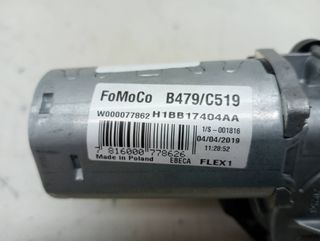 FoMoCo B479/C519
W000077862 H1BB17404AA
1/S -001816
04/04/2019
11:28:52
7 816000 778626
Made in Poland EBECA FLEX1